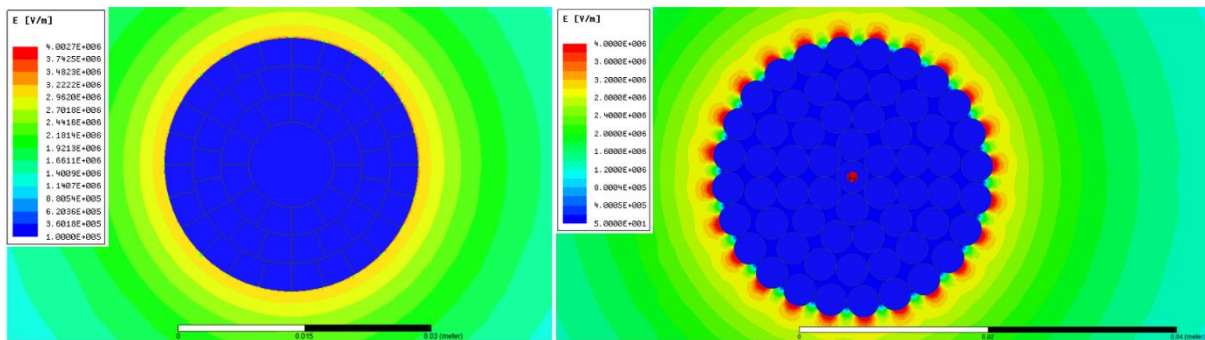 E [V/m]
4.0027E+006
3.7425E+006
3.4823E+006
3.2222E+006
2.9620E+006
2.7018E+006
2.4416E+006
2.1814E+006
1.9213E+006
1.6611E+006
1.4009E+006
1.1407E+006
8.8054E+005
6.2036E+005
3.6018E+005
1.0000E+005
0
0.015
0.03 (meter)
E [V/m]
4.0000E+006
3.6000E+006
3.2000E+006
2.8000E+006
2.4000E+006
2.0000E+006
1.6000E+006
1.2000E+006
8.0004E+005
4.0005E+005
5.0000E+001
0
0.02
0.04 (meter)